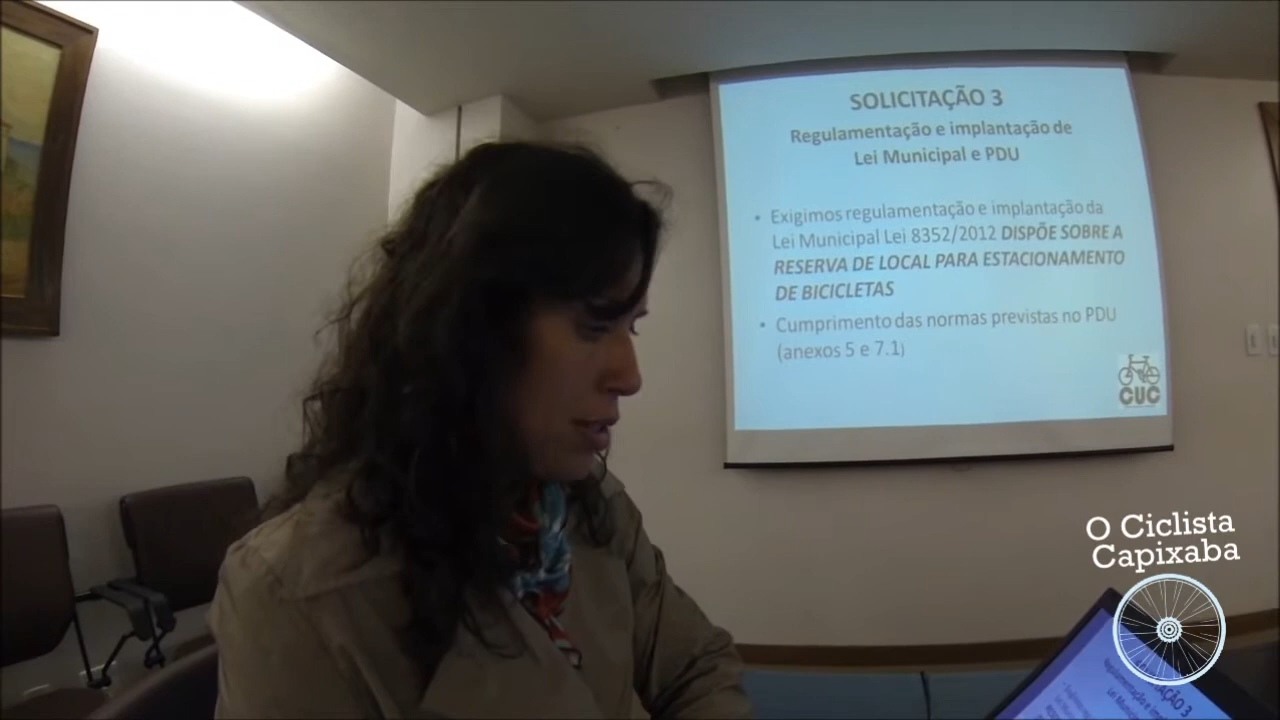 SOLICITAÇÃO 3
Regulamentação e implantação de
Lei Municipal e PDU
• Exigimos regulamentação e implantação da
Lei Municipal Lei 8352/2012 DISPÕE SOBRE A
RESERVA DE LOCAL PARA ESTACIONAMENTO
DE BICICLETAS
• Cumprimento das normas previstas no PDU
(anexos 5 e 7.1)
CUC
O Ciclista
Capixaba